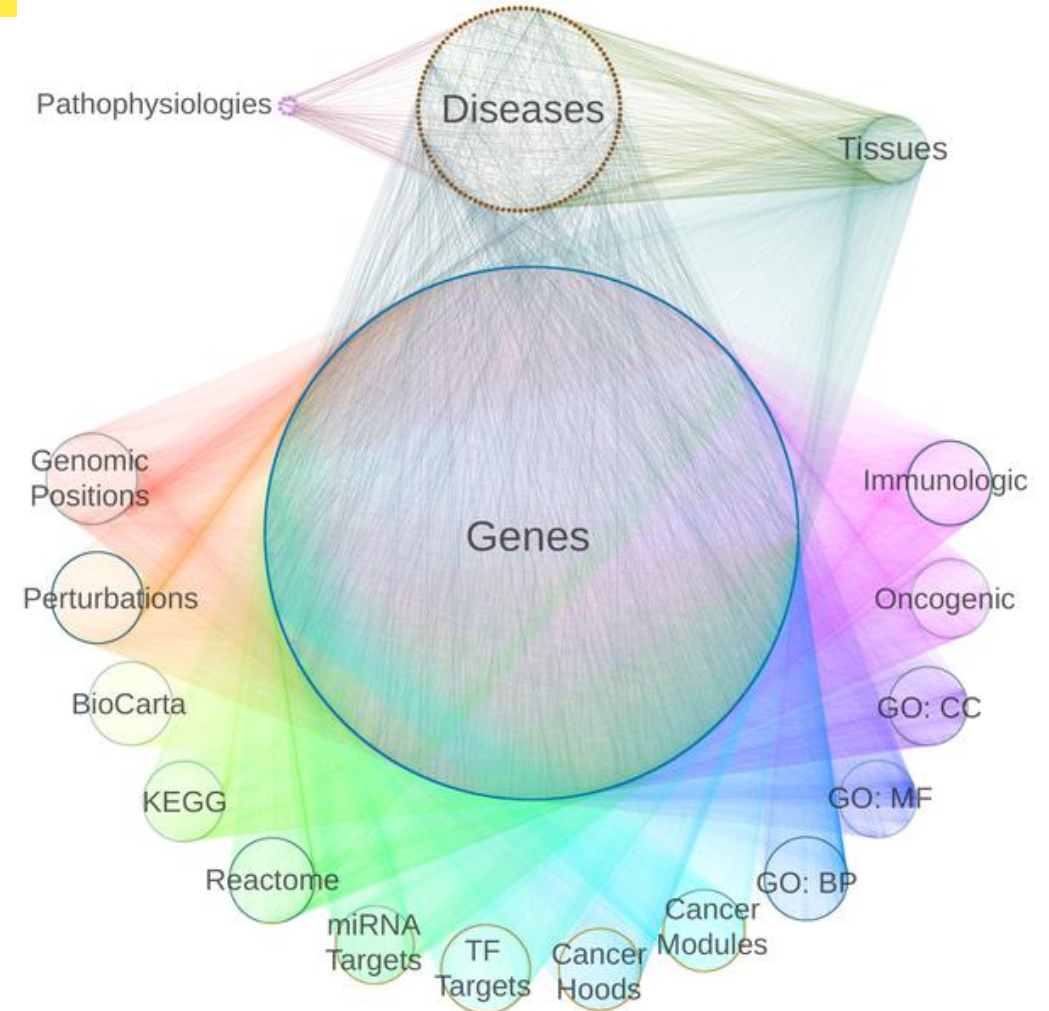 Pathophysiologies
Diseases
Tissues
Genes
Genomic
Positions
Perturbations
BioCarta
KEGG
Reactome
miRNA
Targets
TF
Targets
Cancer
Hoods
Cancer
Modules
GO: BP
GO: MF
GO: CC
Oncogenic
Immunologic